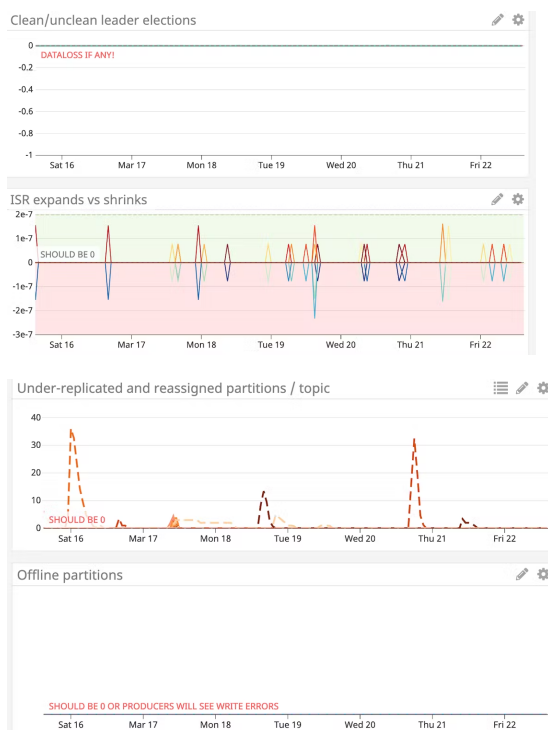 Clean/unclean leader elections
0
DATALOSS IF ANY!
-0.2
-0.4
-0.6
-0.8
-1
Sat 16 Mar 17 Mon 18 Tue 19 Wed 20 Thu 21 Fri 22
ISR expands vs shrinks
2e-7
1e-7
SHOULD BE 0
0
-1e-7
-2e-7
-3e-7
Sat 16 Mar 17 Mon 18 Tue 19 Wed 20 Thu 21 Fri 22
Under-replicated and reassigned partitions / topic
40
30
20
10
SHOULD BE 0
0
Sat 16 Mar 17 Mon 18 Tue 19 Wed 20 Thu 21 Fri 22
Offline partitions
SHOULD BE 0 OR PRODUCERS WILL SEE WRITE ERRORS
Sat 16 Mar 17 Mon 18 Tue 19 Wed 20 Thu 21 Fri 22